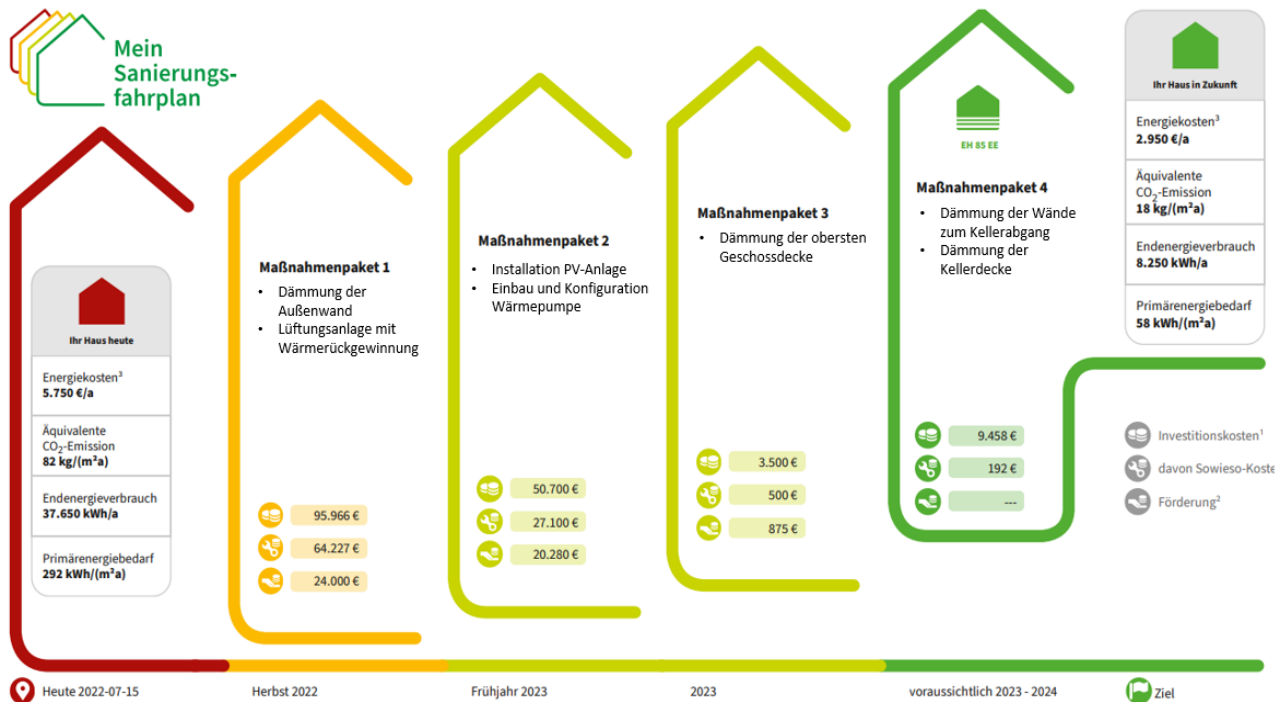 Mein
Sanierungs-
fahrplan
Ihr Haus heute
Energiekosten³
5.750 €/a
Äquivalente
CO₂-Emission
82 kg/(m²a)
Endenergieverbrauch
37.650 kWh/a
Primärenergiebedarf
292 kWh/(m²a)
Maßnahmenpaket 1
• Dämmung der
Außenwand
• Lüftungsanlage mit
Wärmerückgewinnung
95.966 €
64.227 €
24.000 €
Maßnahmenpaket 2
• Installation PV-Anlage
• Einbau und Konfiguration
Wärmepumpe
50.700 €
27.100 €
20.280 €
Maßnahmenpaket 3
• Dämmung der obersten
Geschossdecke
3.500 €
500 €
875 €
EH 85 EE
Maßnahmenpaket 4
• Dämmung der Wände
zum Kellerabgang
• Dämmung der
Kellerdecke
9.458 €
192 €
---
Ihr Haus in Zukunft
Energiekosten³
2.950 €/a
Äquivalente
CO₂-Emission
18 kg/(m²a)
Endenergieverbrauch
8.250 kWh/a
Primärenergiebedarf
58 kWh/(m²a)
Investitionskosten¹
davon Sowieso-Koste
Förderung²
Heute 2022-07-15
Herbst 2022
Frühjahr 2023
2023
voraussichtlich 2023 - 2024
Ziel